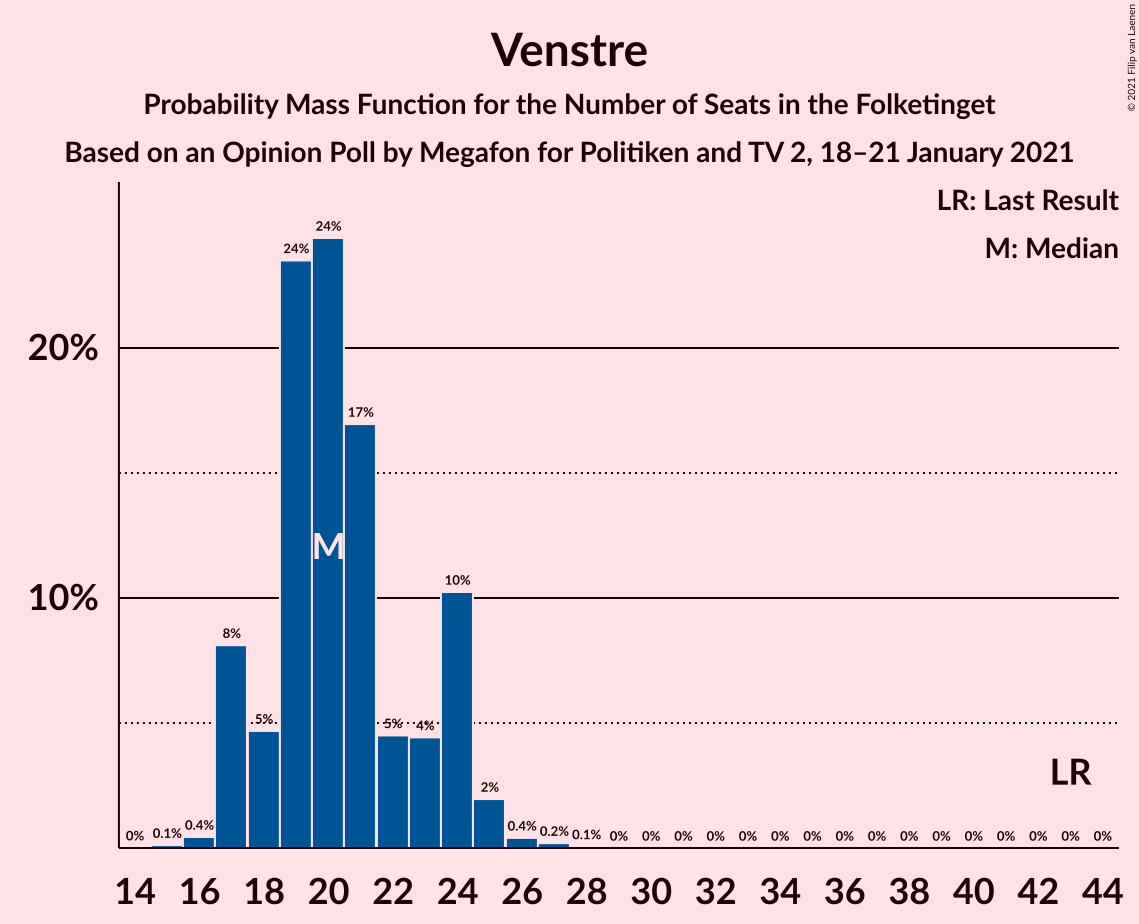 Venstre
Probability Mass Function for the Number of Seats in the Folketinget
Based on an Opinion Poll by Megafon for Politiken and TV 2, 18–21 January 2021
© 2021 Filip van Laenen
LR: Last Result
M: Median
20%
10%
0% 0.1% 0.4% 8% 5% 24% 24% 17% 5% 4% 10% 2% 0.4% 0.2% 0.1% 0% 0% 0% 0% 0% 0% 0% 0% 0% 0% 0% 0% 0% 0% 0% 0%
M
LR
14 16 18 20 22 24 26 28 30 32 34 36 38 40 42 44